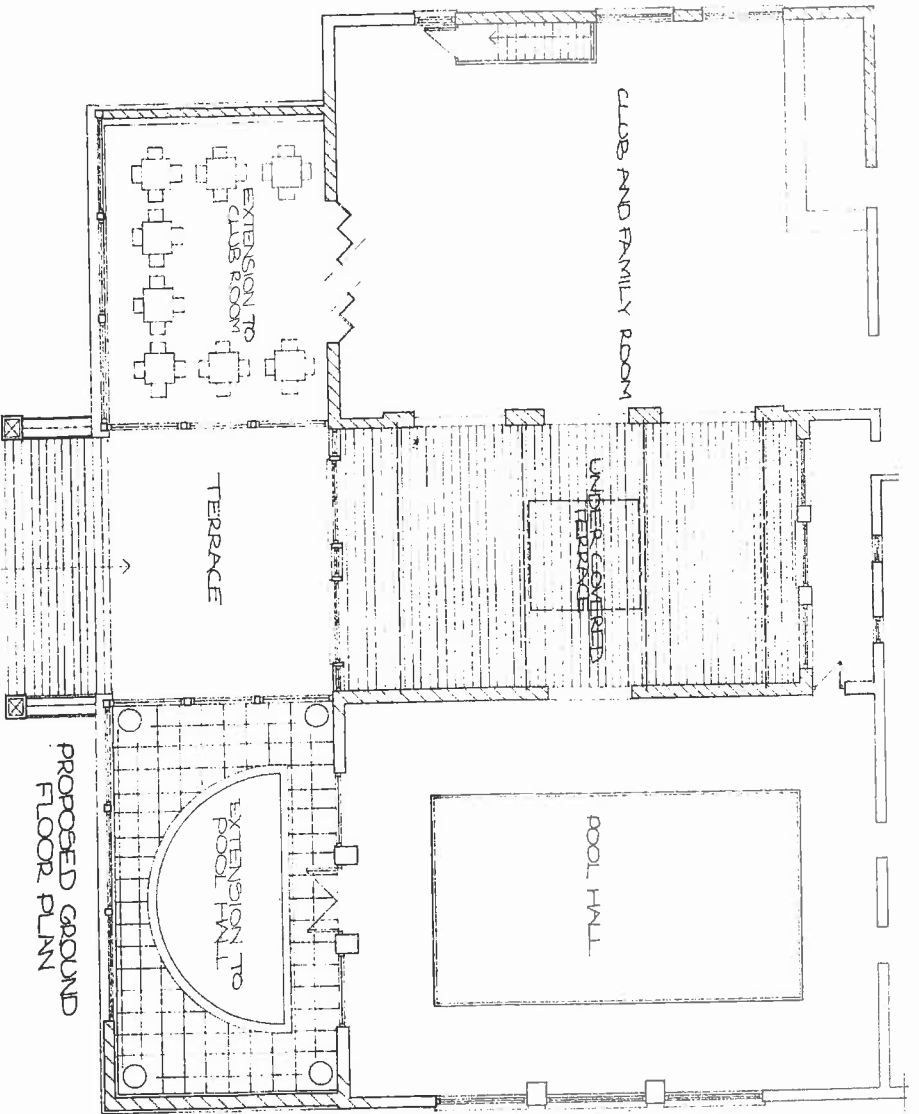 CLUB AND FAMILY ROOM
EXTENSION TO
CLUB ROOM
UNDER COVERED
TERRACE
TERRACE
POOL HALL
EXTENSION TO
POOL HALL
PROPOSED GROUND
FLOOR PLAN